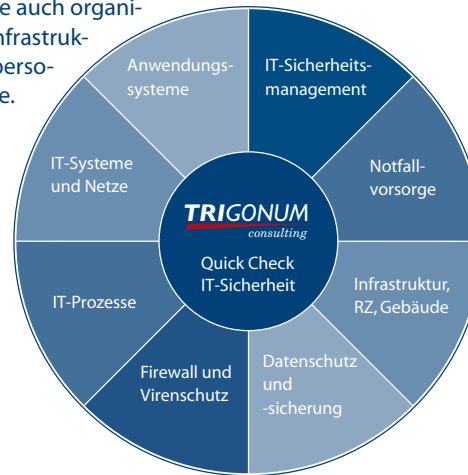 e auch organi-
nfrastruk-
perso-
e.
Anwendungs-
systeme
IT-Sicherheits-
management
IT-Systeme
und Netze
Notfall-
vorsorge
TRIGONUM
consulting
Quick Check
IT-Sicherheit
IT-Prozesse
Infrastruktur,
RZ, Gebäude
Firewall und
Virenschutz
Datenschutz
und
-sicherung